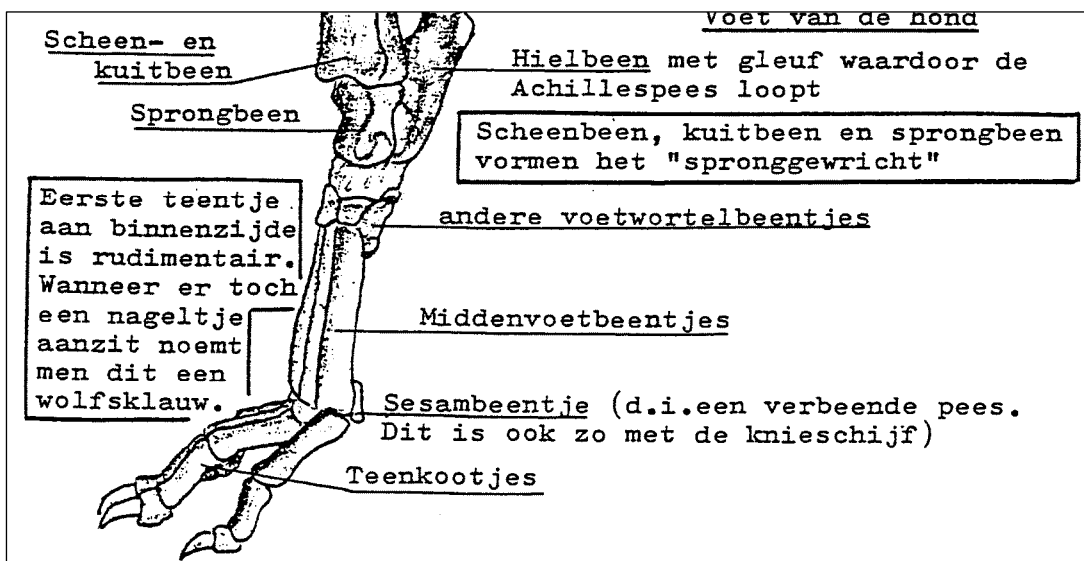 Voet van de hond
Scheen- en
kuitbeen
Hielbeen met gleuf waardoor de
Achillespees loopt
Sprongbeen
Scheenbeen, kuitbeen en sprongbeen
vormen het "spronggewricht"
Eerste teentje
aan binnenzijde
is rudimentair.
Wanneer er toch
een nageltje
aanzit noemt
men dit een
wolfsklauw.
andere voetwortelbeentjes
Middenvoetbeentjes
Sesambeentje (d.i.een verbeende pees.
Dit is ook zo met de knieschijf)
Teenkootjes